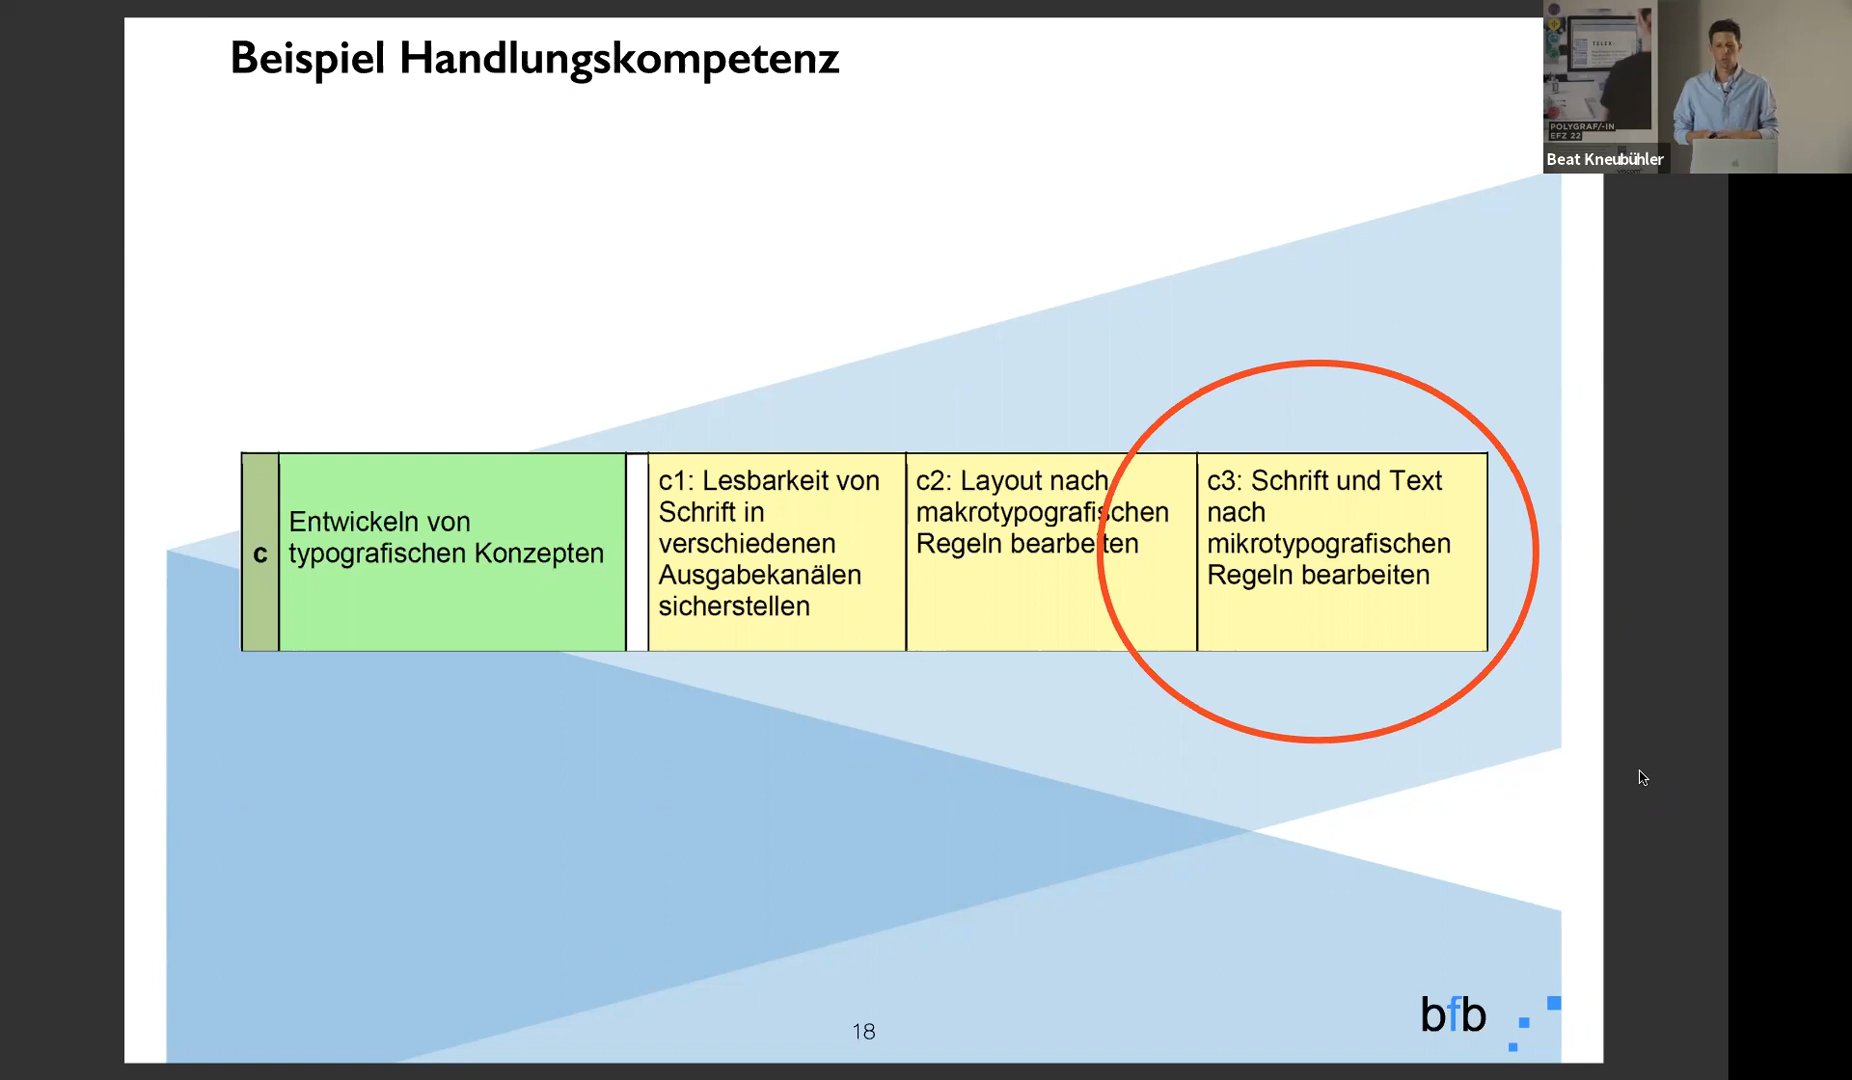 Beispiel Handlungskompetenz
POLYGRAF/-IN
EFZ 22
Beat Kneubühler
c
Entwickeln von
typografischen Konzepten
c1: Lesbarkeit von
Schrift in
verschiedenen
Ausgabekanälen
sicherstellen
c2: Layout nach
makrotypografischen
Regeln bearbeiten
c3: Schrift und Text
nach
mikrotypografischen
Regeln bearbeiten
18
bfb